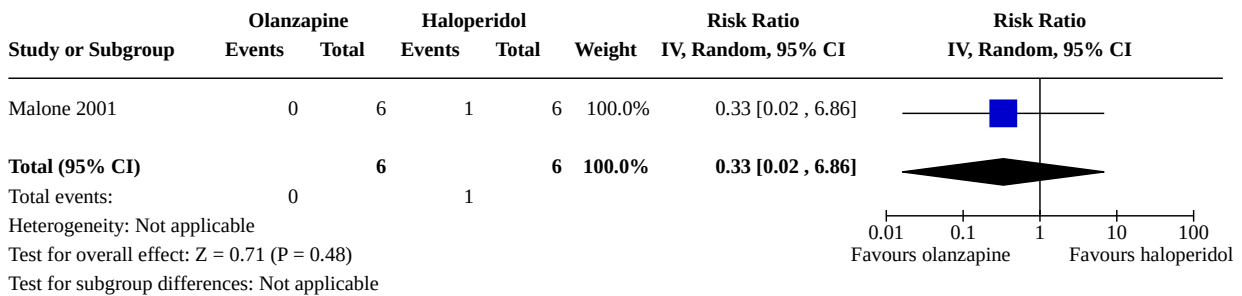 Olanzapine Haloperidol Risk Ratio Risk Ratio
Study or Subgroup Events Total Events Total Weight IV, Random, 95% CI IV, Random, 95% CI
Malone 2001 0 6 1 6 100.0% 0.33 [0.02 , 6.86]
Total (95% CI) 6 6 100.0% 0.33 [0.02 , 6.86]
Total events: 0 1
Heterogeneity: Not applicable
0.01 0.1 1 10 100
Test for overall effect: Z = 0.71 (P = 0.48) Favours olanzapine Favours haloperidol
Test for subgroup differences: Not applicable